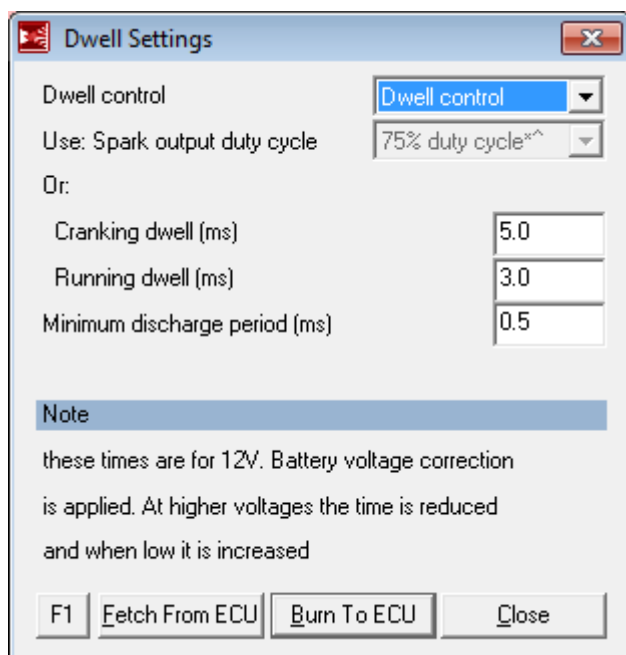 Dwell Settings
Dwell control Dwell control
Use: Spark output duty cycle 75% duty cycle*^
Or:
Cranking dwell (ms) 5.0
Running dwell (ms) 3.0
Minimum discharge period (ms) 0.5
Note
these times are for 12V. Battery voltage correction
is applied. At higher voltages the time is reduced
and when low it is increased
F1 Fetch From ECU Burn To ECU Close